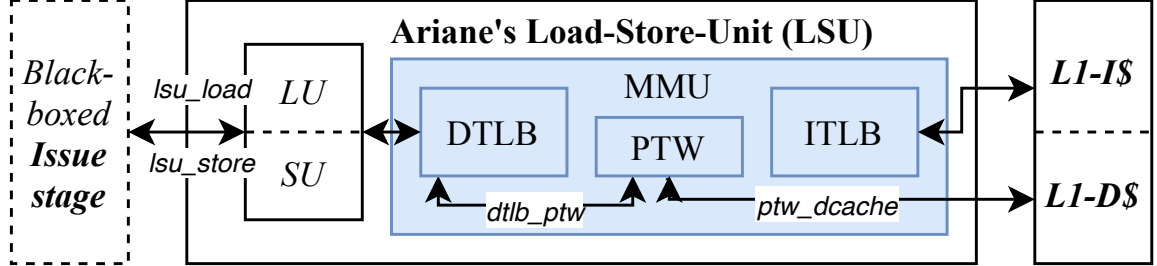 Ariane's Load-Store-Unit (LSU)
Black-
boxed
Issue
stage
lsu_load
lsu_store
LU
SU
MMU
DTLB
PTW
ITLB
dtlb_ptw
ptw_dcache
L1-I$
L1-D$